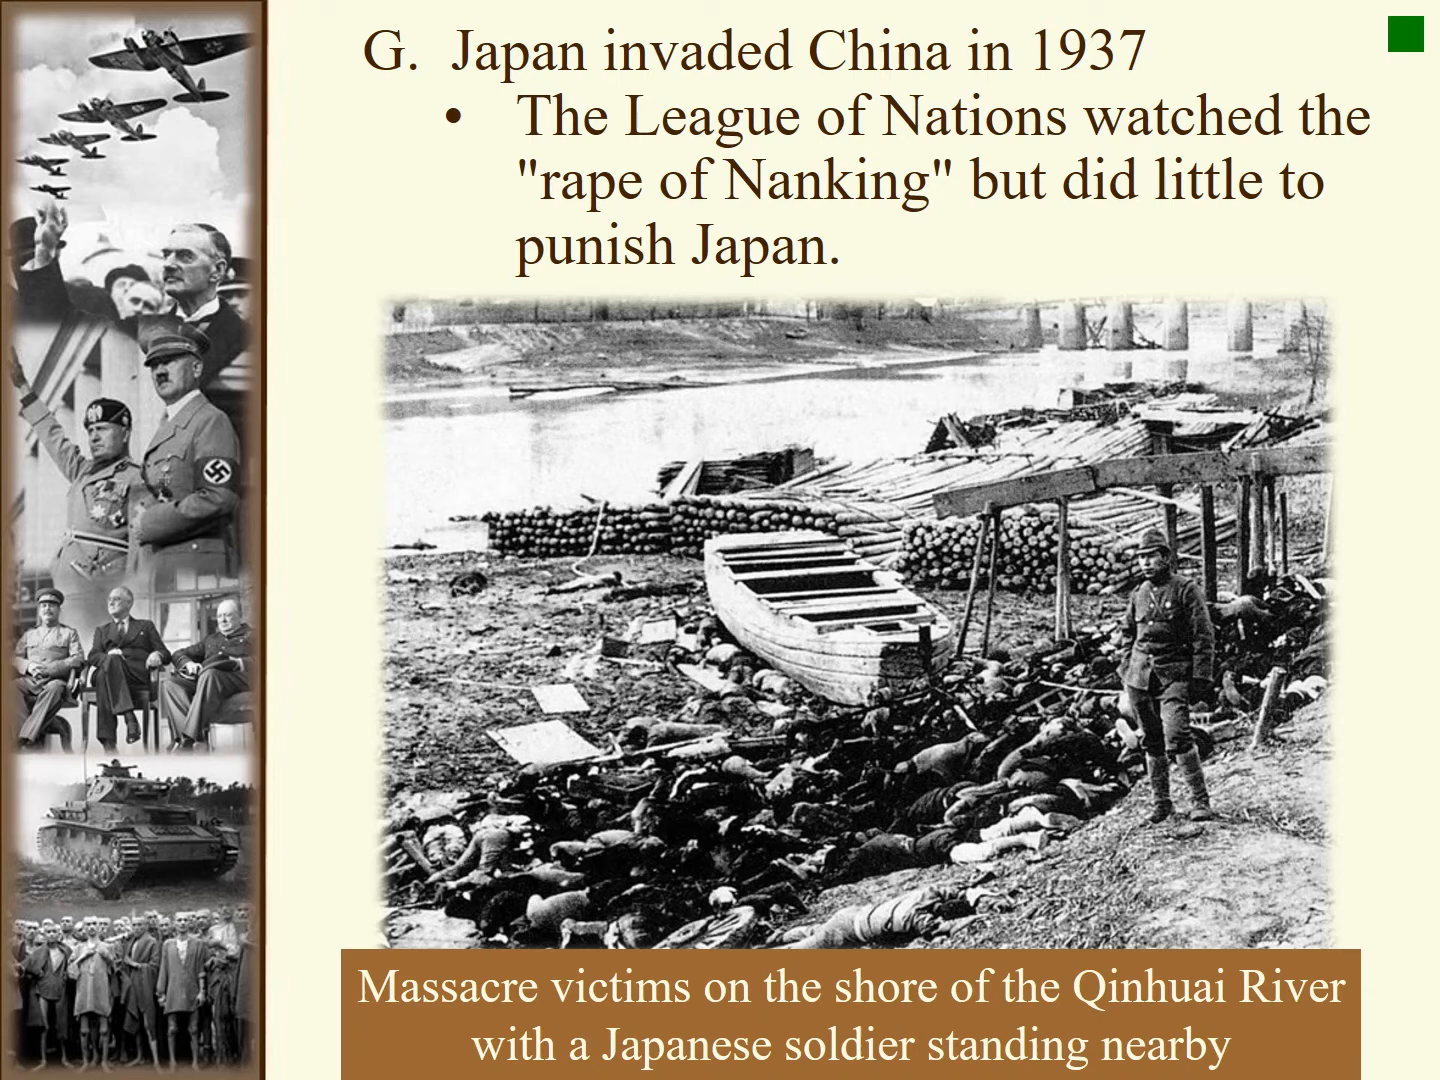 G. Japan invaded China in 1937
• The League of Nations watched the
"rape of Nanking" but did little to
punish Japan.
Massacre victims on the shore of the Qinhuai River
with a Japanese soldier standing nearby